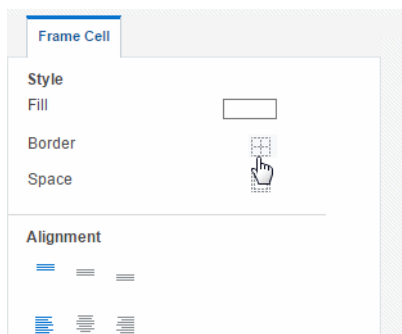 Frame Cell
Style
Fill
Border
Space
Alignment